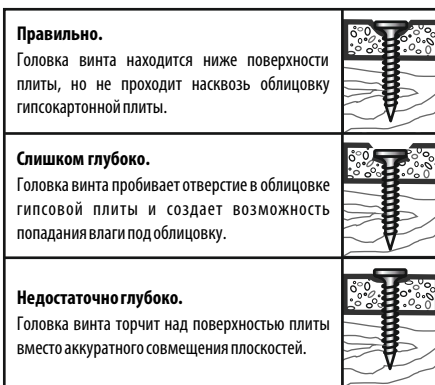 Правильно.
Головка винта находится ниже поверхности
плиты, но не проходит насквозь облицовку
гипсокартонной плиты.
Слишком глубоко.
Головка винта пробивает отверстие в облицовке
гипсовой плиты и создает возможность
попадания влаги под облицовку.
Недостаточно глубоко.
Головка винта торчит над поверхностью плиты
вместо аккуратного совмещения плоскостей.